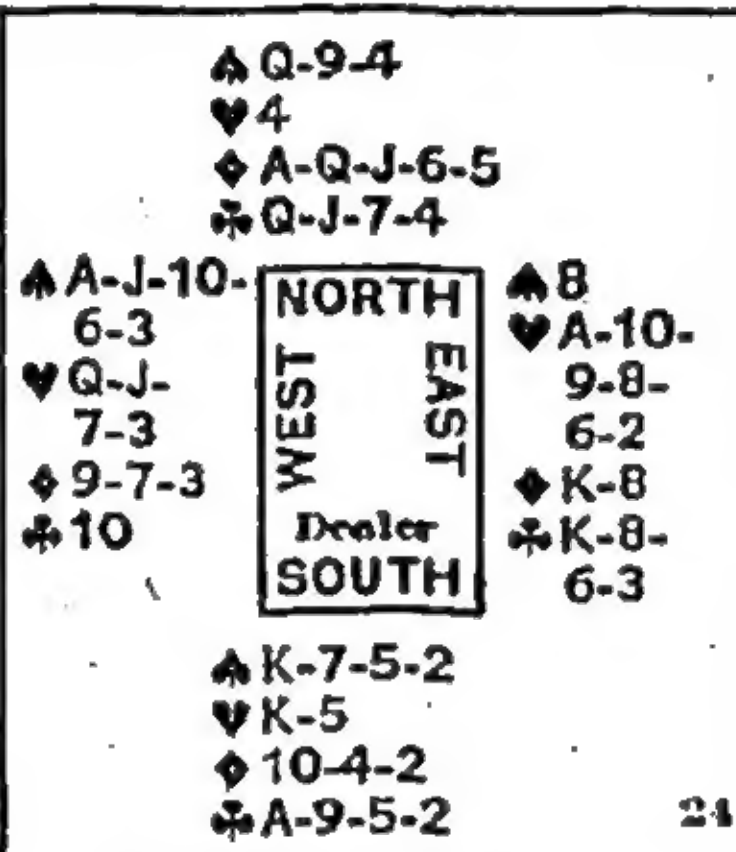 ♠ Q-9-4
♥ 4
♦ A-Q-J-6-5
♣ Q-J-7-4
♠ A-J-10-
6-3
♥ Q-J-
7-3
♦ 9-7-3
♣ 10
NORTH
WEST
EAST
Dealer
SOUTH
♠ 8
♥ A-10-
9-8-
6-2
♦ K-8
♣ K-8-
6-3
♠ K-7-5-2
♥ K-5
♦ 10-4-2
♣ A-9-5-2
24